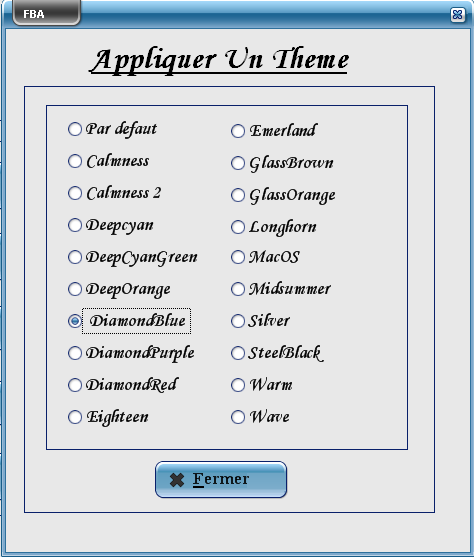 FBA
Appliquer Un Theme
Par defaut
Calmness
Calmness 2
Deepcyan
DeepCyanGreen
DeepOrange
DiamondBlue
DiamondPurple
DiamondRed
Eighteen
Emerland
GlassBrown
GlassOrange
Longhorn
MacOS
Midsummer
Silver
SteelBlack
Warm
Wave
Fermer